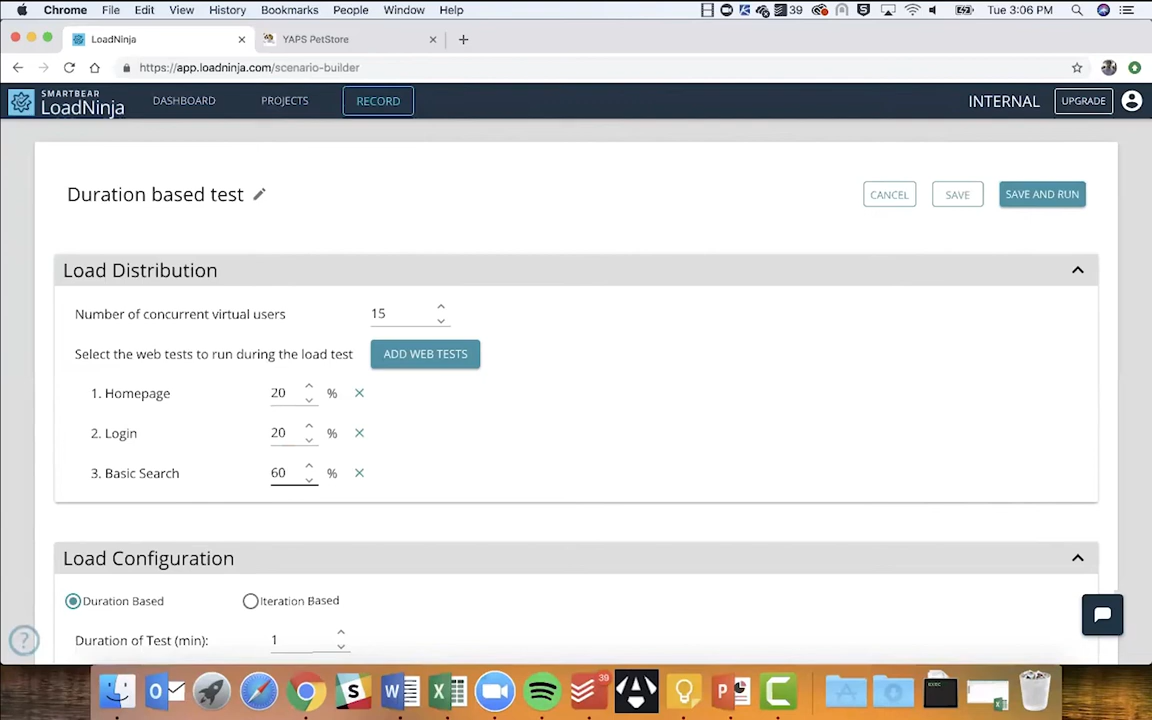 Chrome File Edit View History Bookmarks People Window Help 39 Tue 3:06 PM
LoadNinja YAPS PetStore
https://app.loadninja.com/scenario-builder
SMARTBEAR
LoadNinja DASHBOARD PROJECTS RECORD INTERNAL UPGRADE
Duration based test CANCEL SAVE SAVE AND RUN
Load Distribution
Number of concurrent virtual users 15
Select the web tests to run during the load test ADD WEB TESTS
1. Homepage 20 %
2. Login 20 %
3. Basic Search 60 %
Load Configuration
Duration Based Iteration Based
Duration of Test (min): 1
39